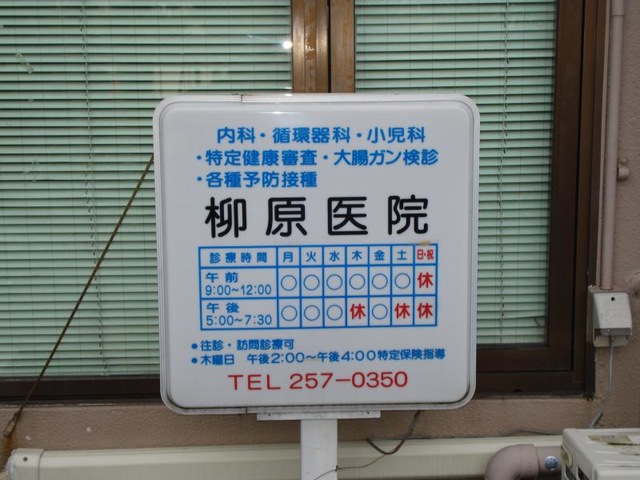 内科・循環器科・小児科
・特定健康審査・大腸ガン検診
・各種予防接種
柳原医院
診療時間 月 火 水 木 金 土 日・祝
午前 9:00~12:00 ○ ○ ○ ○ ○ ○ 休
午後 5:00~7:30 ○ ○ ○ 休 ○ 休 休
●往診・訪問診療可
●木曜日 午後2:00~午後4:00特定保険指導
TEL 257-0350